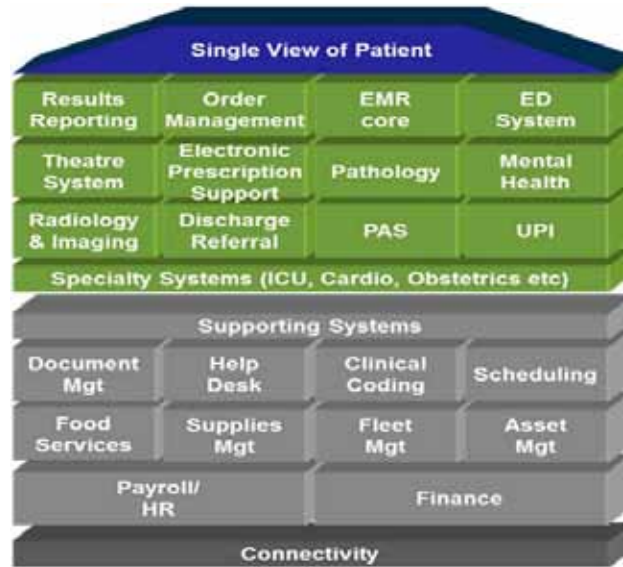 Single View of Patient
Results
Reporting
Order
Management
EMR
core
ED
System
Theatre
System
Electronic
Prescription
Support
Pathology
Mental
Health
Radiology
& Imaging
Discharge
Referral
PAS
UPI
Specialty Systems (ICU, Cardio, Obstetrics etc)
Supporting Systems
Document
Mgt
Help
Desk
Clinical
Coding
Scheduling
Food
Services
Supplies
Mgt
Fleet
Mgt
Asset
Mgt
Payroll/
HR
Finance
Connectivity